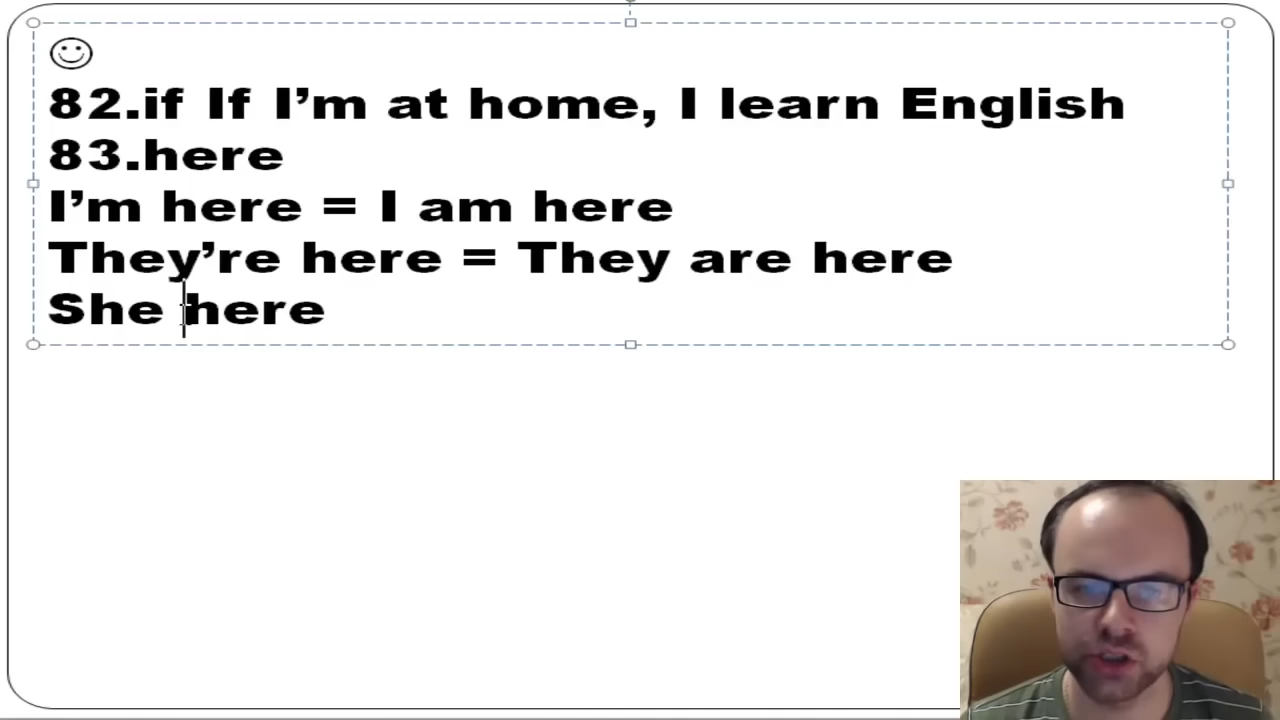 82.if If I’m at home, I learn English
83.here
I’m here = I am here
They’re here = They are here
She here